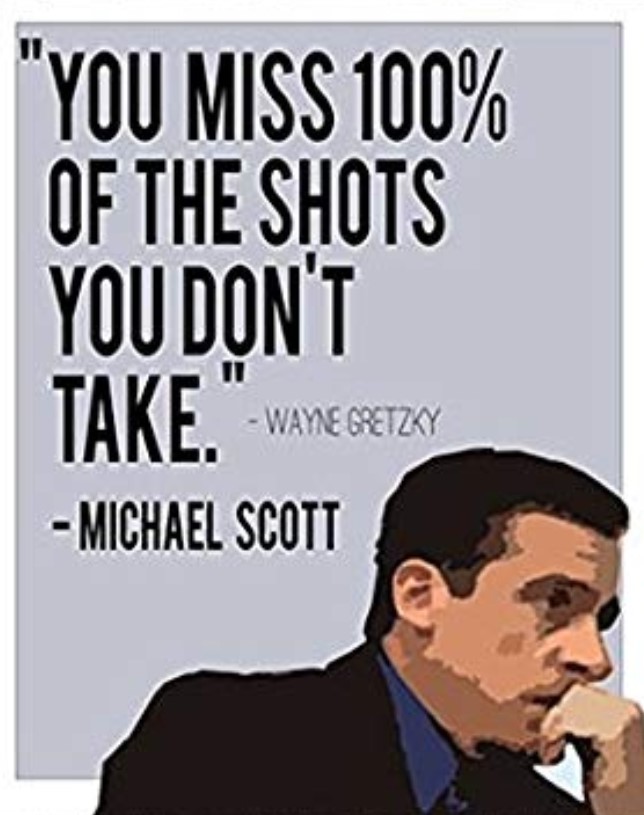 "YOU MISS 100%
OF THE SHOTS
YOU DON'T
TAKE." - WAYNE GRETZKY
- MICHAEL SCOTT